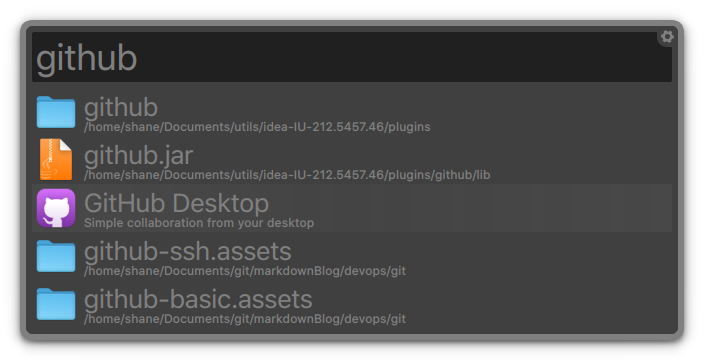 github
github
/home/shane/Documents/utils/idea-IU-212.5457.46/plugins
github.jar
/home/shane/Documents/utils/idea-IU-212.5457.46/plugins/github/lib
GitHub Desktop
Simple collaboration from your desktop
github-ssh.assets
/home/shane/Documents/git/markdownBlog/devops/git
github-basic.assets
/home/shane/Documents/git/markdownBlog/devops/git